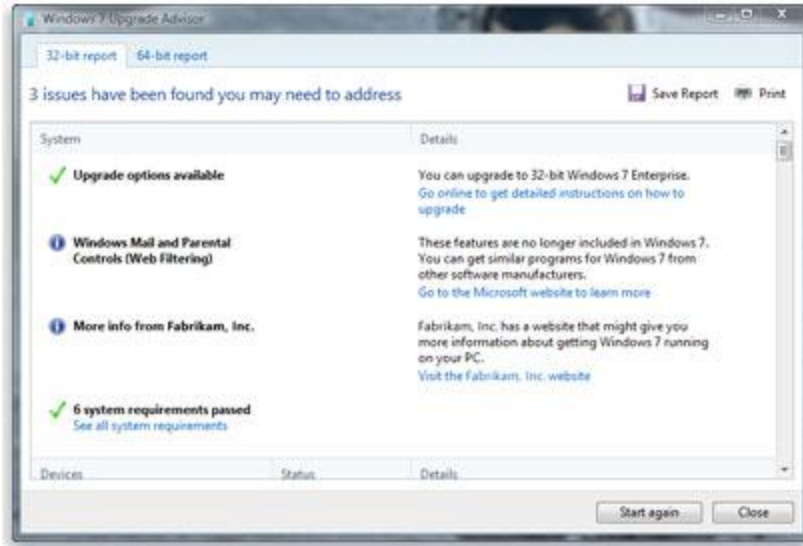 Windows 7 Upgrade Advisor
32-bit report 64-bit report
3 issues have been found you may need to address
Save Report Print
System Details
Upgrade options available
You can upgrade to 32-bit Windows 7 Enterprise.
Go online to get detailed instructions on how to
upgrade
Windows Mail and Parental
Controls (Web Filtering)
These features are no longer included in Windows 7.
You can get similar programs for Windows 7 from
other software manufacturers.
Go to the Microsoft website to learn more
More info from Fabrikam, Inc.
Fabrikam, Inc. has a website that might give you
more information about getting Windows 7 running
on your PC.
Visit the Fabrikam, Inc. website
6 system requirements passed
See all system requirements
Devices Status Details
Start again Close